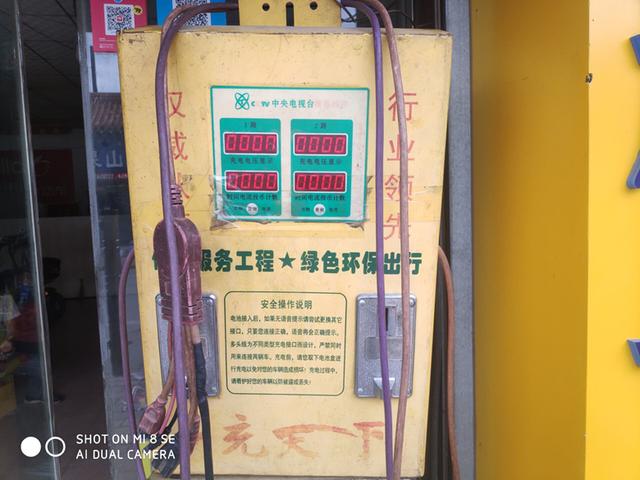 中央电视台
1 路
2 路
000A
0000
充电电压显示
充电电压显示
0000
0000
时间电流投币计数
时间电流投币计数
权威
行业领先
服务工程★绿色环保出行
安全操作说明
电池接入后，如果无语音提示请尝试更换其它
接口，只要您连接正确，语音将会正确提示。
多头线为不同类型充电接口而设计，严禁同时
用来连接两辆车。充电前，请您取下电池盒进
行充电以免对您的车辆造成损坏！充电过程中，
请看护好您的车辆以防被盗或丢失！
充天下
SHOT ON MI 8 SE
AI DUAL CAMERA